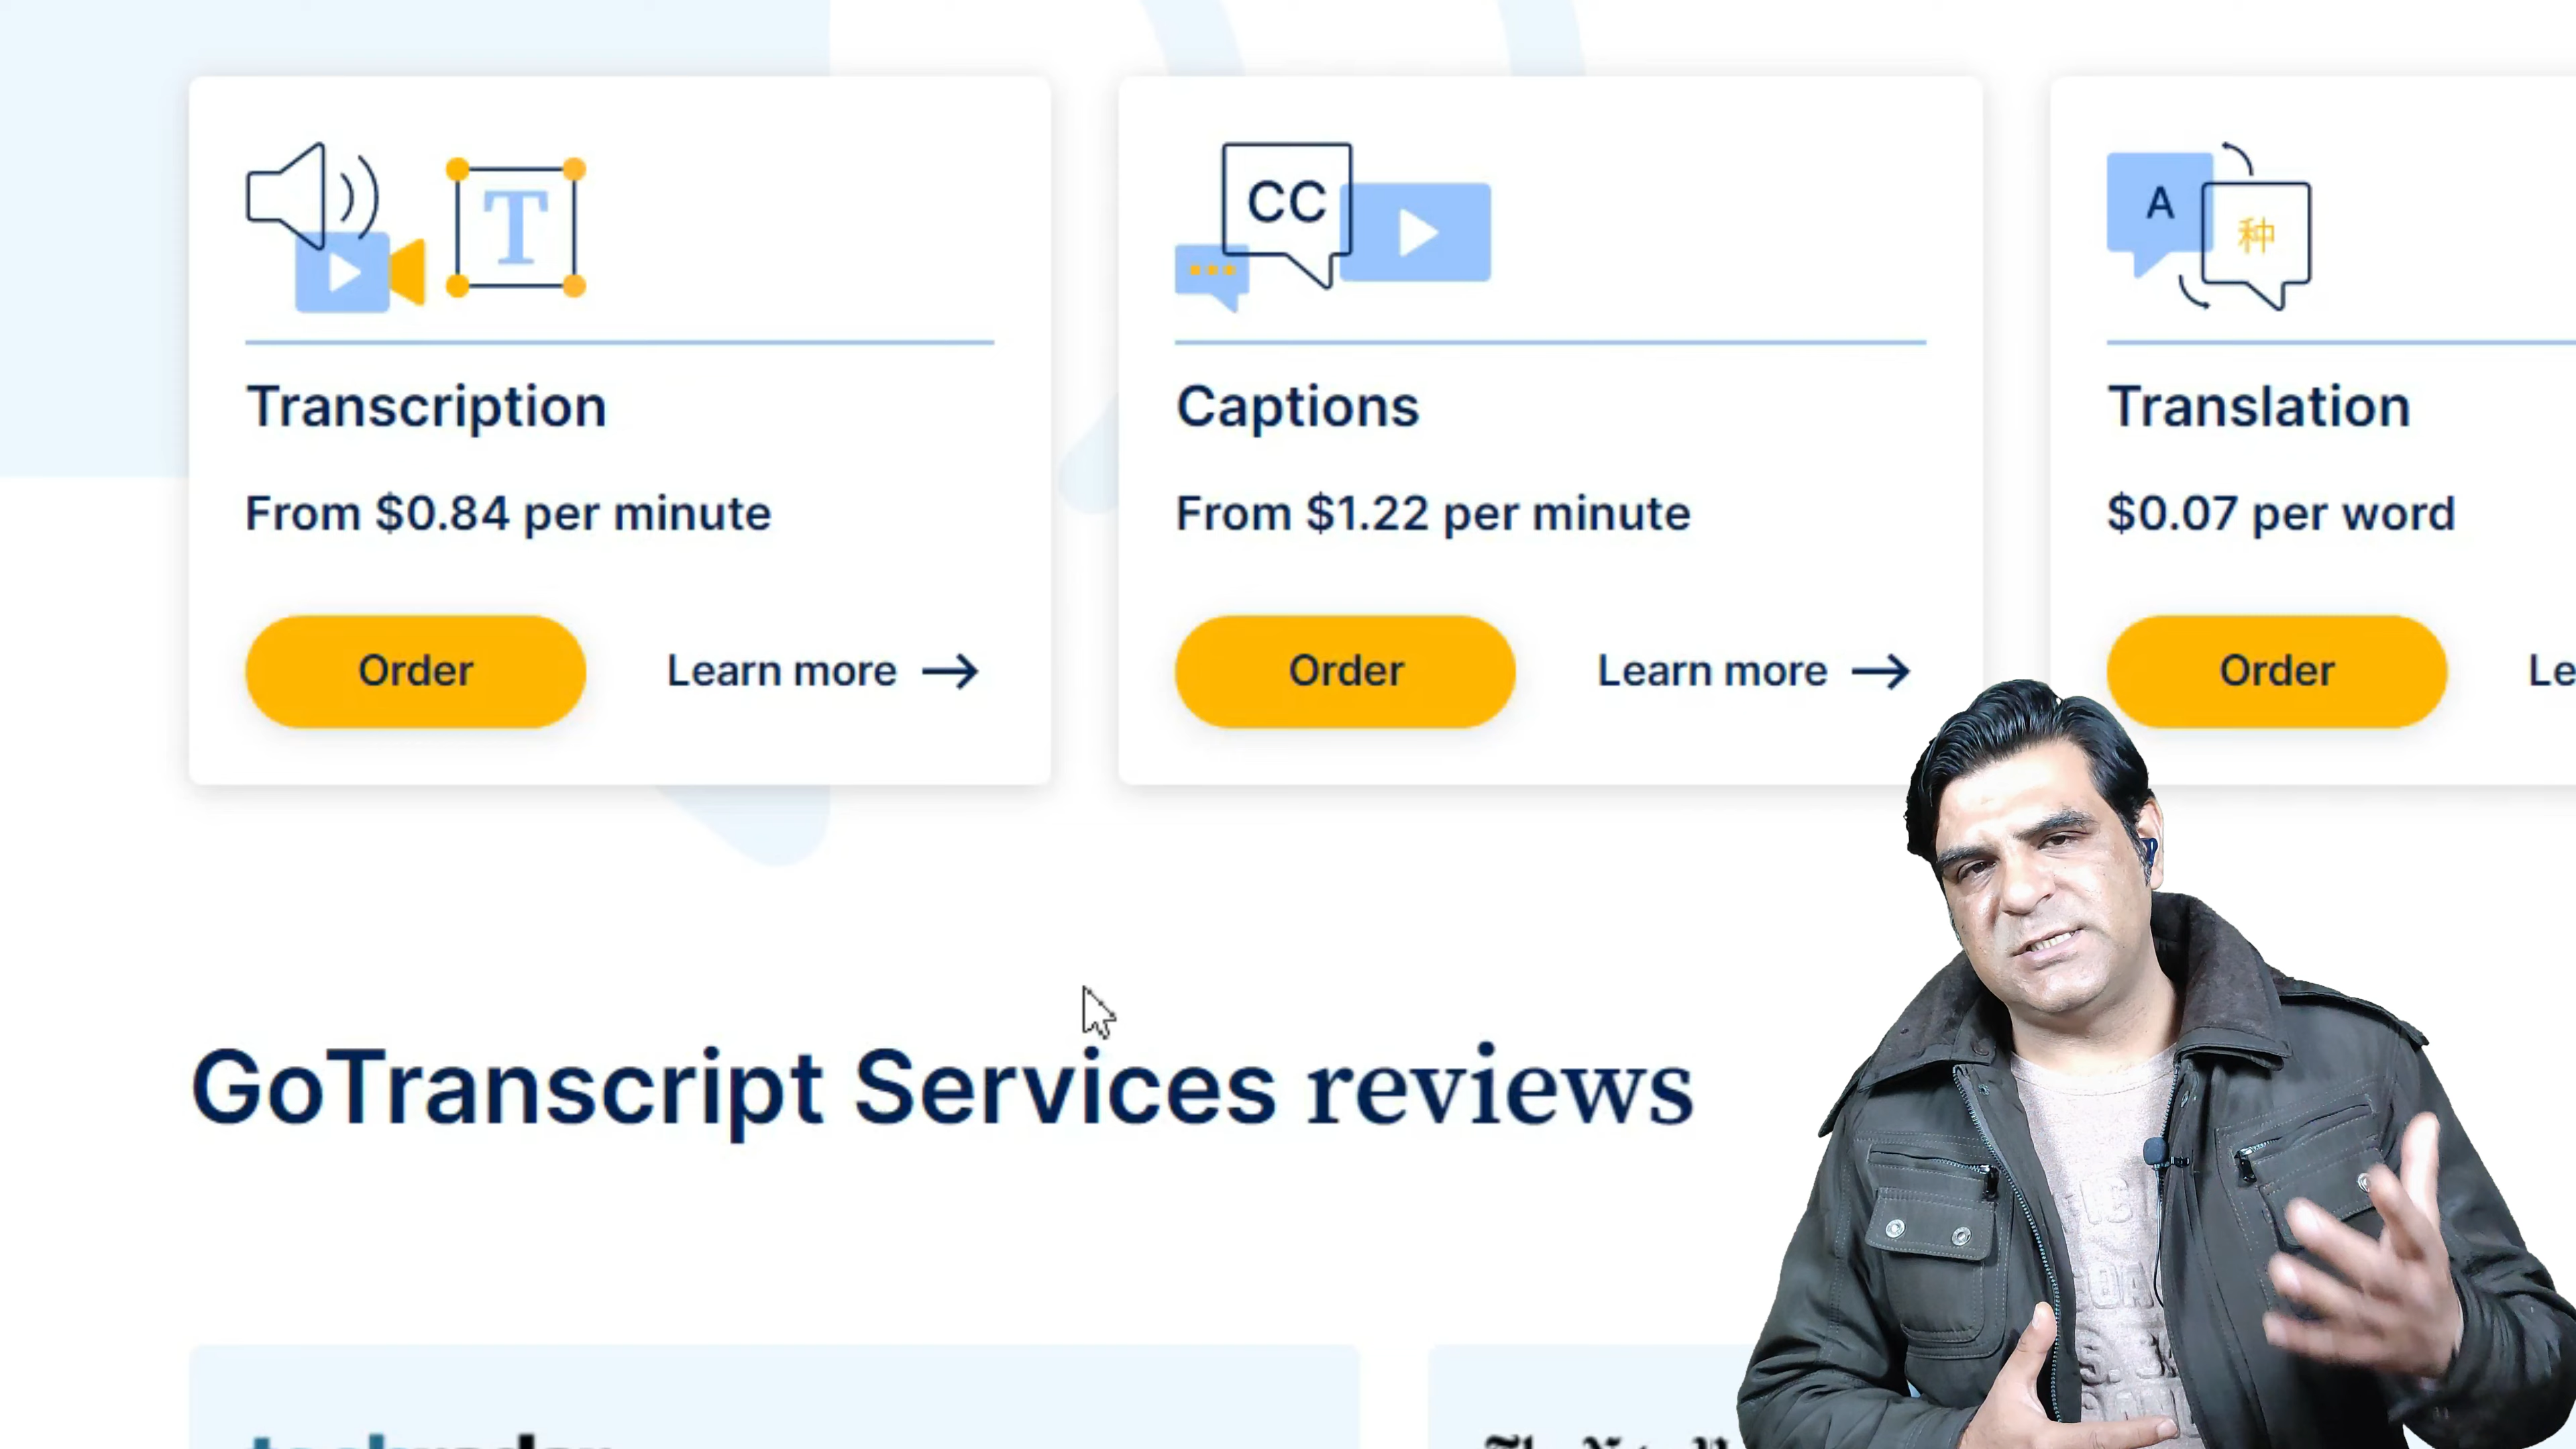 T
CC
A
种
Transcription
Captions
Translation
From $0.84 per minute
From $1.22 per minute
$0.07 per word
Order
Learn more
Order
Learn more
Order
GoTranscript Services reviews